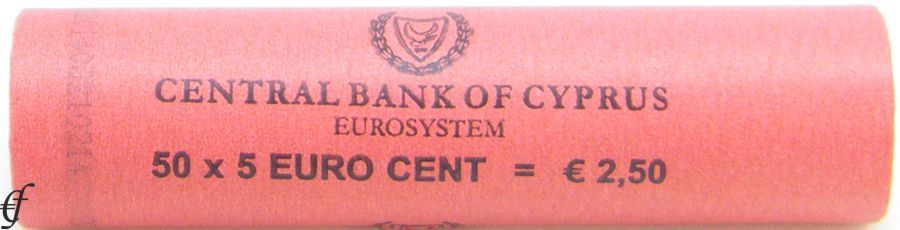 CENTRAL BANK OF CYPRUS
EUROSYSTEM
50 x 5 EURO CENT = € 2,50